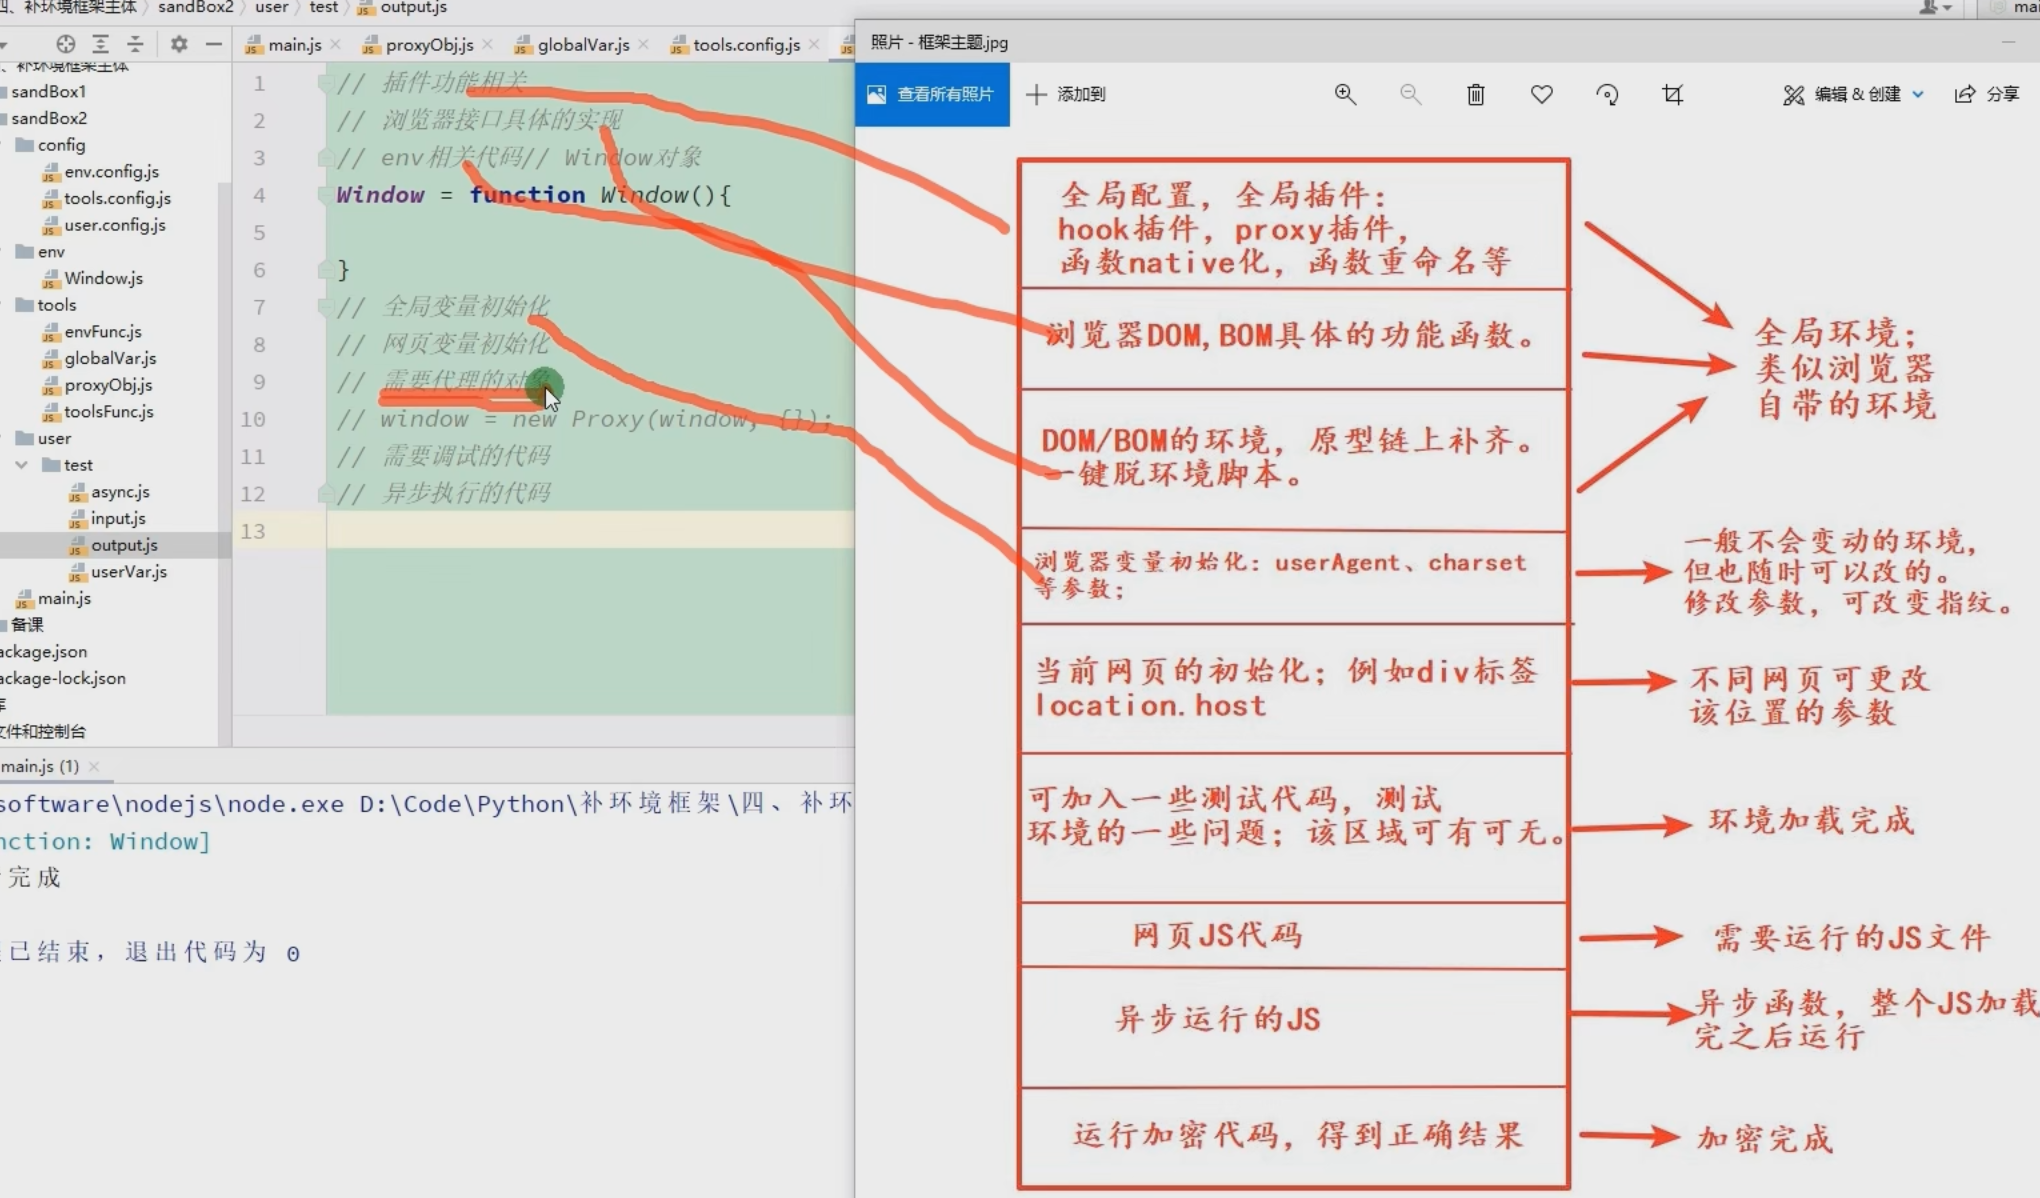 四、补环境框架主体 〉 sandBox2 〉 user 〉 test 〉 output.js
main.js
proxyObj.js
globalVar.js
tools.config.js
、补环境框架主体
sandBox1
sandBox2
config
env.config.js
tools.config.js
user.config.js
env
Window.js
tools
envFunc.js
globalVar.js
proxyObj.js
toolsFunc.js
user
test
async.js
input.js
output.js
userVar.js
main.js
备课
ackage.json
ackage-lock.json
库
文件和控制台
1 // 插件功能相关
2 // 浏览器接口具体的实现
3 // env相关代码// Window对象
4 Window = function Window(){
5
6 }
7 // 全局变量初始化
8 // 网页变量初始化
9 // 需要代理的对象
10 // window = new Proxy(window, {});
11 // 需要调试的代码
12 // 异步执行的代码
13
main.js (1)
software\nodejs\node.exe D:\Code\Python\补环境框架\四、补环
nction: Window]
完成
已结束，退出代码为 0
照片 - 框架主题.jpg
查看所有照片
添加到
编辑 & 创建
分享
全局配置，全局插件：
hook插件，proxy插件，
函数native化，函数重命名等
浏览器DOM,BOM具体的功能函数。
DOM/BOM的环境，原型链上补齐。
一键脱环境脚本。
全局环境；
类似浏览器
自带的环境
浏览器变量初始化：userAgent、charset
等参数；
一般不会变动的环境，
但也随时可以改的。
修改参数，可改变指纹。
当前网页的初始化；例如div标签
location.host
不同网页可更改
该位置的参数
可加入一些测试代码，测试
环境的一些问题；该区域可有可无。
环境加载完成
网页JS代码
需要运行的JS文件
异步运行的JS
异步函数，整个JS加载
完之后运行
运行加密代码，得到正确结果
加密完成